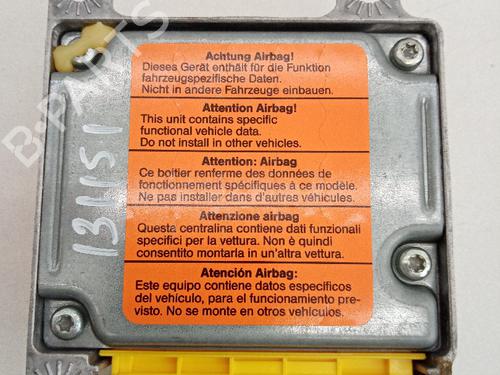 Achtung Airbag!
Dieses Gerät enthält für die Funktion
fahrzeugspezifische Daten.
Nicht in andere Fahrzeuge einbauen.
Attention Airbag!
This unit contains specific
functional vehicle data.
Do not install in other vehicles.
Attention: Airbag
Ce boitier renferme des données de
fonctionnement spécifiques à ce modèle.
Ne pas installer dans d'autres véhicules.
Attenzione airbag
Questa centralina contiene dati funzionali
specifici per la vettura. Non è quindi
consentito montarla in un'altra vettura.
Atención Airbag:
Este equipo contiene datos especificos
del vehículo, para el funcionamiento pre-
visto. No se monte en otros vehículos.
131151
B-PARTS